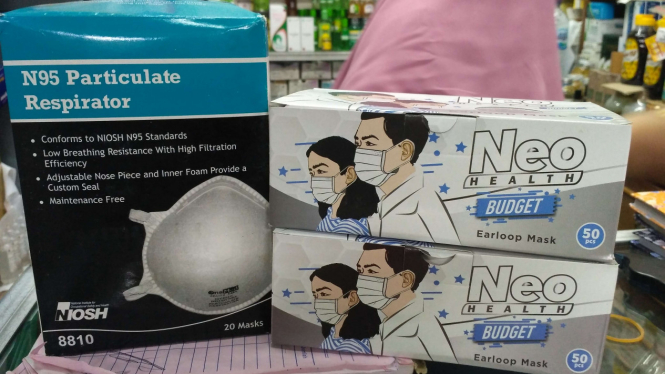 N95 Particulate
Respirator
• Conforms to NIOSH N95 Standards
• Low Breathing Resistance With High Filtration
Efficiency
• Adjustable Nose Piece and Inner Foam Provide a
Custom Seal
• Maintenance Free
NIOSH
8810
20 Masks
Neo
HEALTH
BUDGET
Earloop Mask
50
pcs
Neo
HEALTH
BUDGET
Earloop Mask
50
pcs